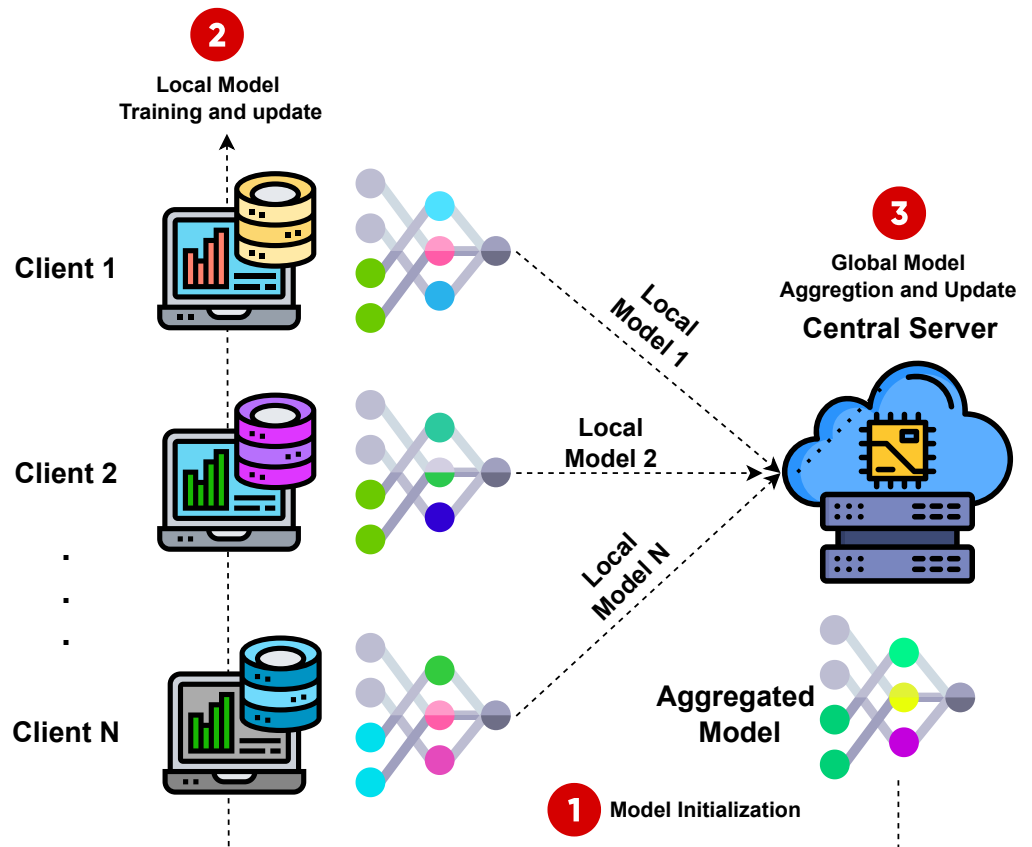 2
Local Model
Training and update
Client 1
Local
Model 1
3
Global Model
Aggregtion and Update
Central Server
Client 2
Local
Model 2
.
.
.
Local
Model N
Client N
Aggregated
Model
1
Model Initialization